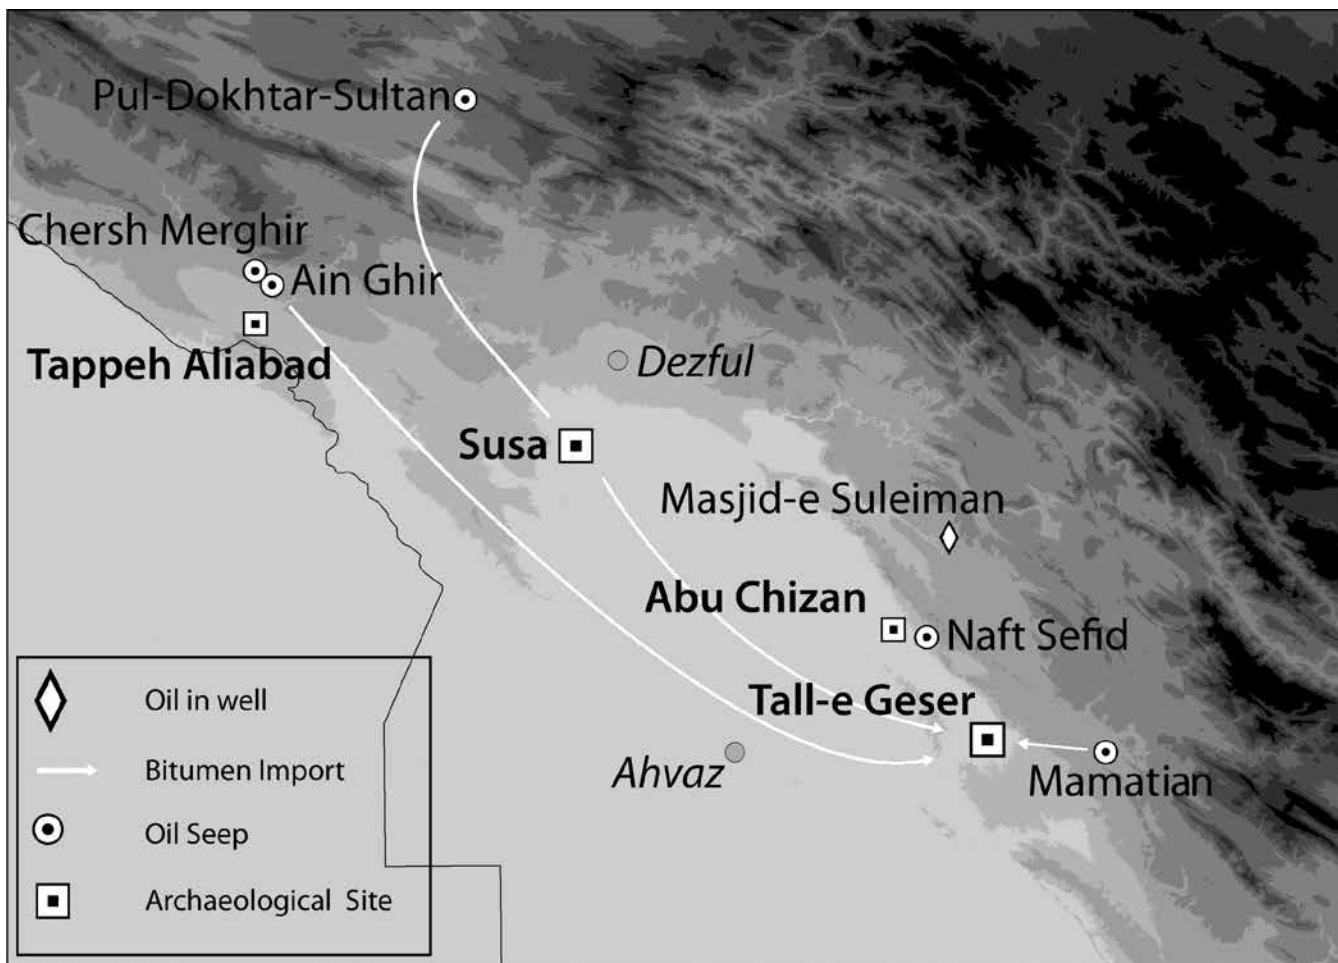 Pul-Dokhtar-Sultan
Chersh Merghir
Ain Ghir
Tappeh Aliabad
Dezful
Susa
Masjid-e Suleiman
Abu Chizan
Naft Sefid
Tall-e Geser
Ahvaz
Mamatian
Oil in well
Bitumen Import
Oil Seep
Archaeological Site